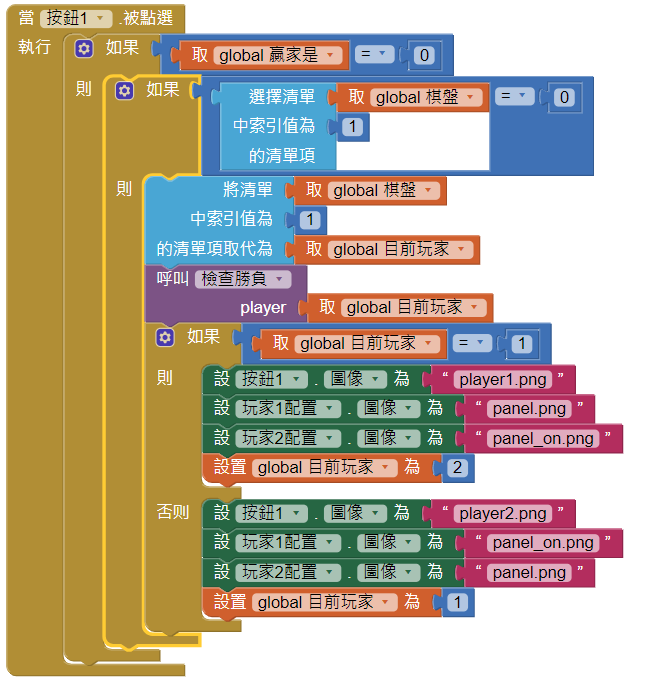 當 按鈕1 .被點選
執行 如果 取 global 贏家是 = 0
則 如果 選擇清單 取 global 棋盤 = 0
中索引值為 1
的清單項
則 將清單 取 global 棋盤
中索引值為 1
的清單項取代為 取 global 目前玩家
呼叫 檢查勝負
player 取 global 目前玩家
如果 取 global 目前玩家 = 1
則 設 按鈕1 . 圖像 為 “ player1.png ”
設 玩家1配置 . 圖像 為 “ panel.png ”
設 玩家2配置 . 圖像 為 “ panel_on.png ”
設置 global 目前玩家 為 2
否則 設 按鈕1 . 圖像 為 “ player2.png ”
設 玩家1配置 . 圖像 為 “ panel_on.png ”
設 玩家2配置 . 圖像 為 “ panel.png ”
設置 global 目前玩家 為 1